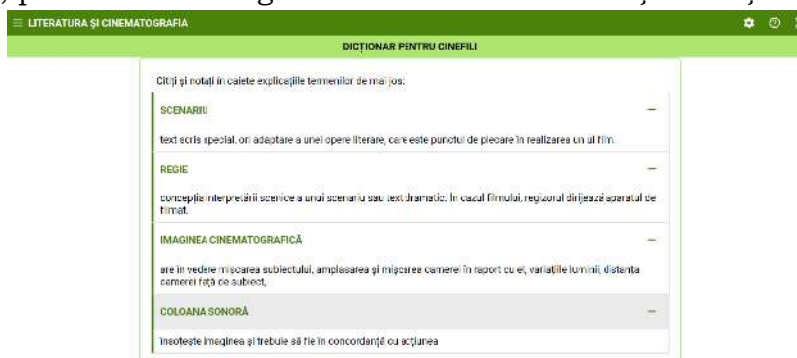 LITERATURA ȘI CINEMATOGRAFIA
DICȚIONAR PENTRU CINEFILI
Citiți și notați în caiete explicațiile termenilor de mai jos:
SCENARIU
text scris special, ori adaptare a unei opere literare, care este punctul de plecare în realizarea un ui film.
REGIE
concepția interpretării scenice a unui scenariu sau text dramatic. În cazul filmului, regizorul dirijează aparatul de
filmat.
IMAGINEA CINEMATOGRAFICĂ
are în vedere mișcarea subiectului, amplasarea și mișcarea camerei în raport cu el, variațiile luminii, distanța
camerei față de subiect,
COLOANA SONORĂ
însoțește imaginea și trebuie să fie în concordanță cu acțiunea